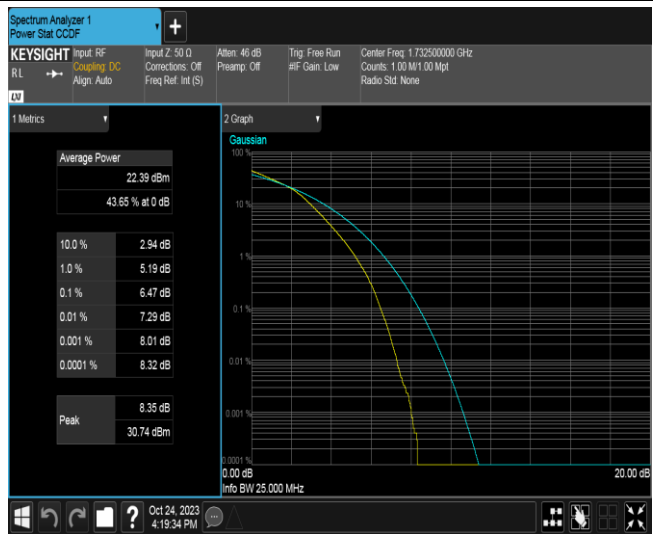 Spectrum Analyzer 1
Power Stat CCDF
+
KEYSIGHT
RL
LXI
Input: RF
Coupling: DC
Align: Auto
Input Z: 50 Ω
Corrections: Off
Freq Ref: Int (S)
Atten: 46 dB
Preamp: Off
Trig: Free Run
#IF Gain: Low
Center Freq: 1.732500000 GHz
Counts: 1.00 M/1.00 Mpt
Radio Std: None
1 Metrics
Average Power
22.39 dBm
43.65 % at 0 dB
10.0 % 2.94 dB
1.0 % 5.19 dB
0.1 % 6.47 dB
0.01 % 7.29 dB
0.001 % 8.01 dB
0.0001 % 8.32 dB
Peak
8.35 dB
30.74 dBm
2 Graph
Gaussian
100 %
10 %
1 %
0.1 %
0.01 %
0.001 %
0.0001 %
0.00 dB 20.00 dB
Info BW 25.000 MHz
?
Oct 24, 2023
4:19:34 PM